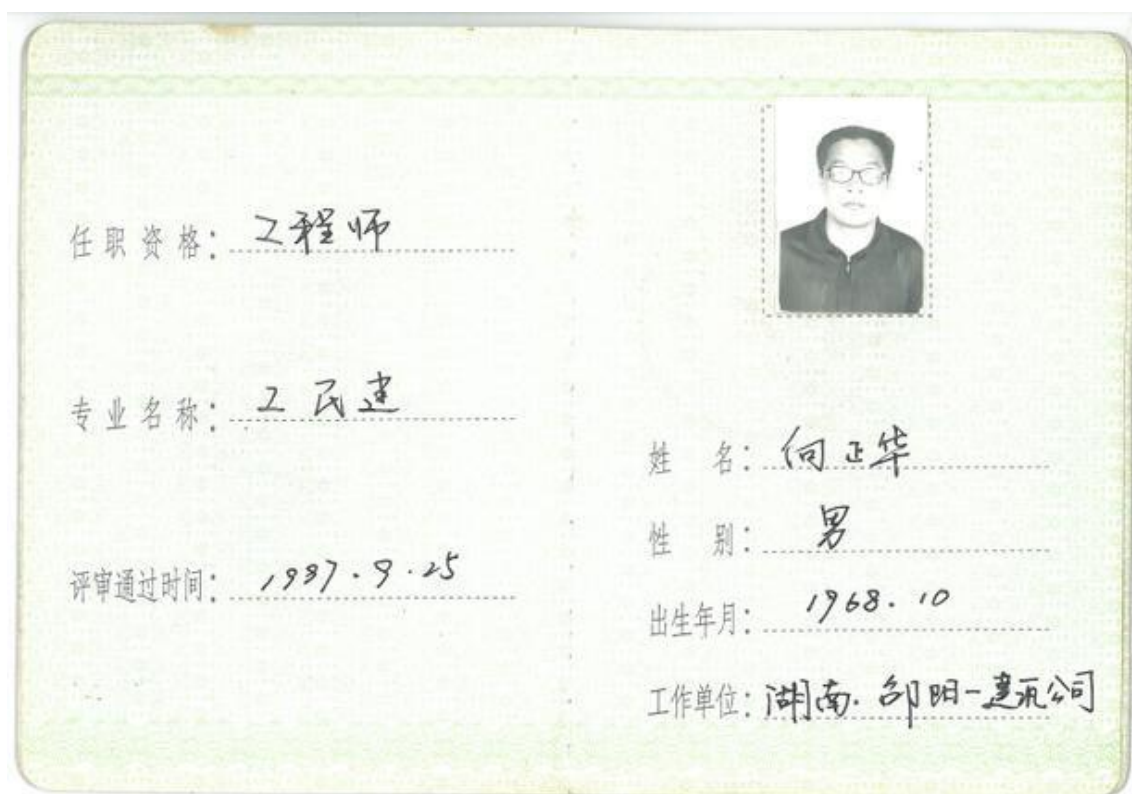 任职资格：工程师
专业名称：工民建
评审通过时间：1997.9.25
姓名：向正华
性别：男
出生年月：1968.10
工作单位：湖南.邵阳一建筑公司